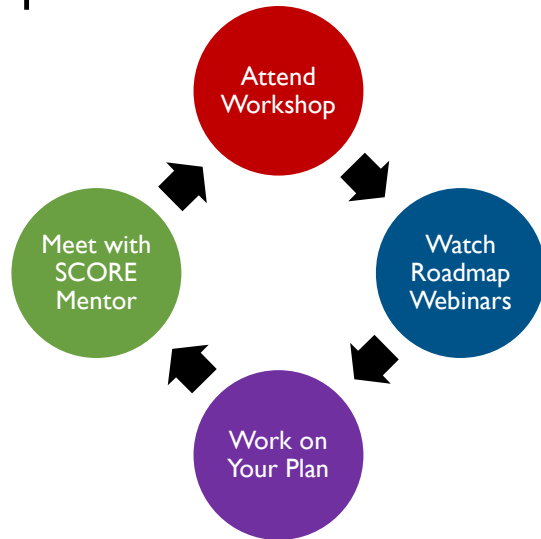 Attend
Workshop
Watch
Roadmap
Webinars
Work on
Your Plan
Meet with
SCORE
Mentor